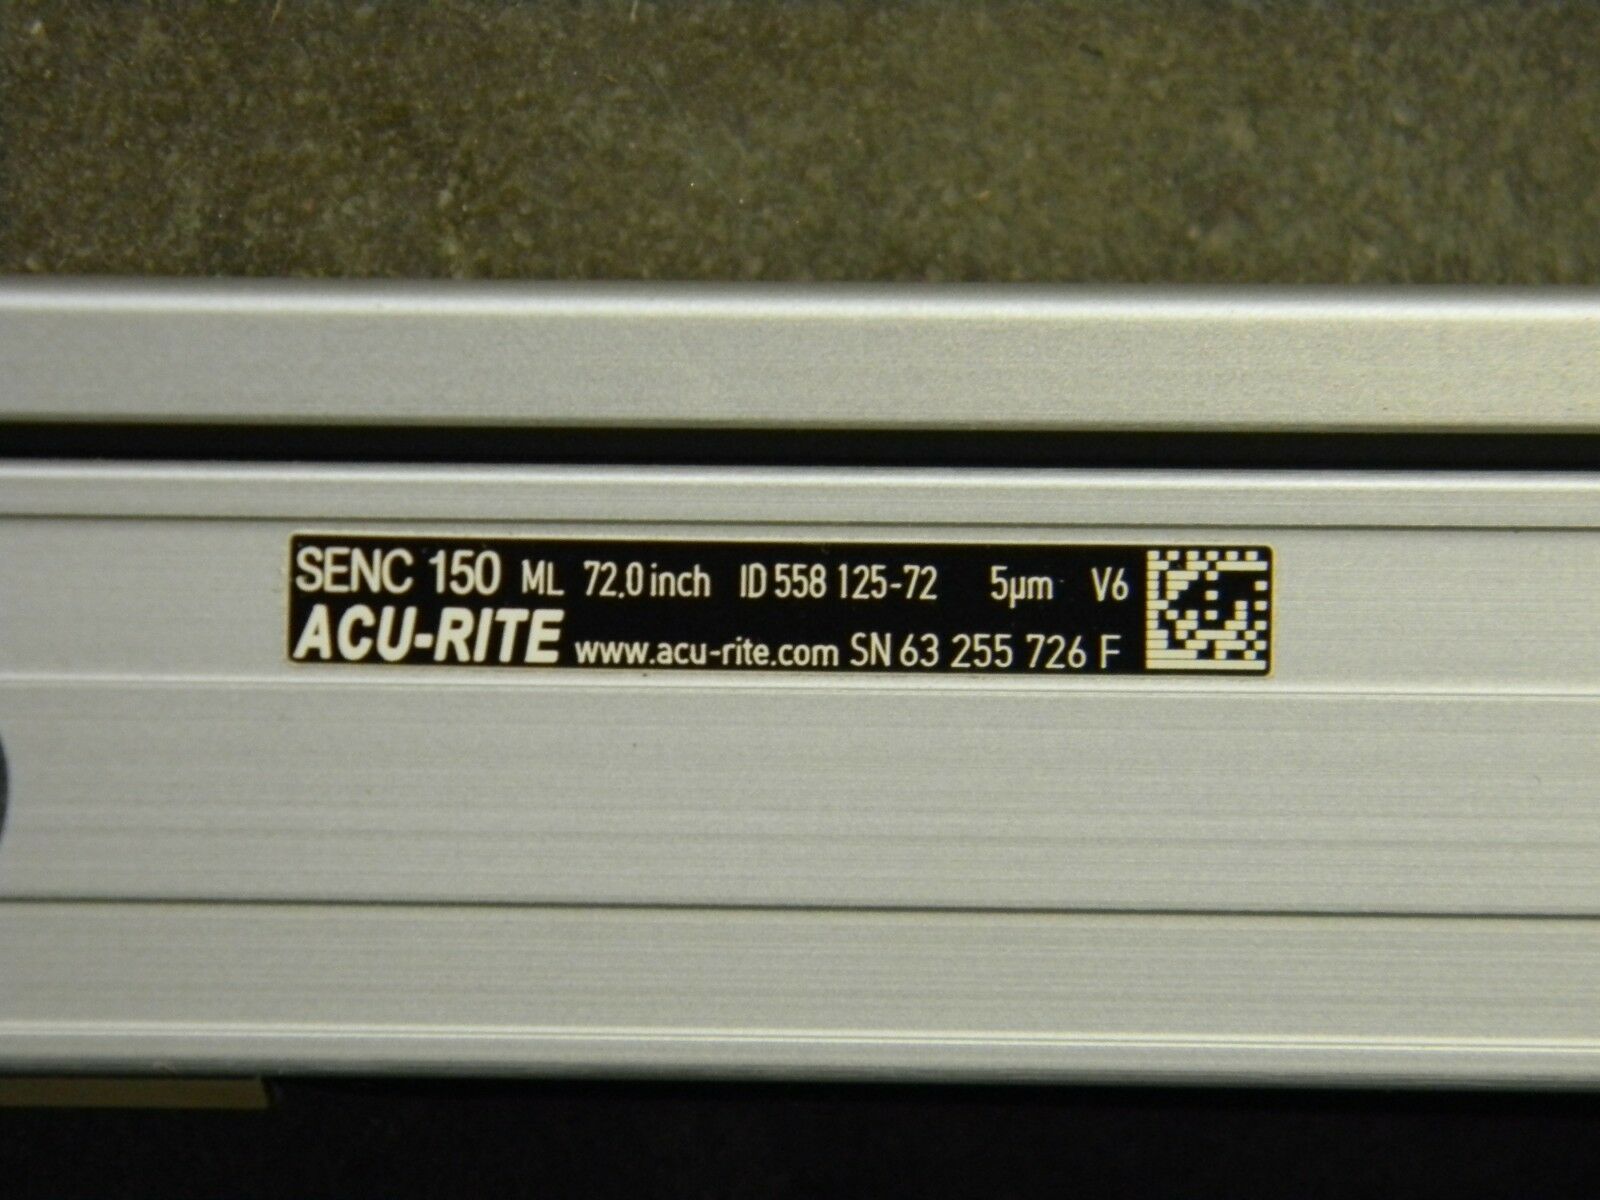 SENC 150 ML 72.0 inch ID 558 125-72 5µm V6
ACU-RITE www.acu-rite.com SN 63 255 726 F